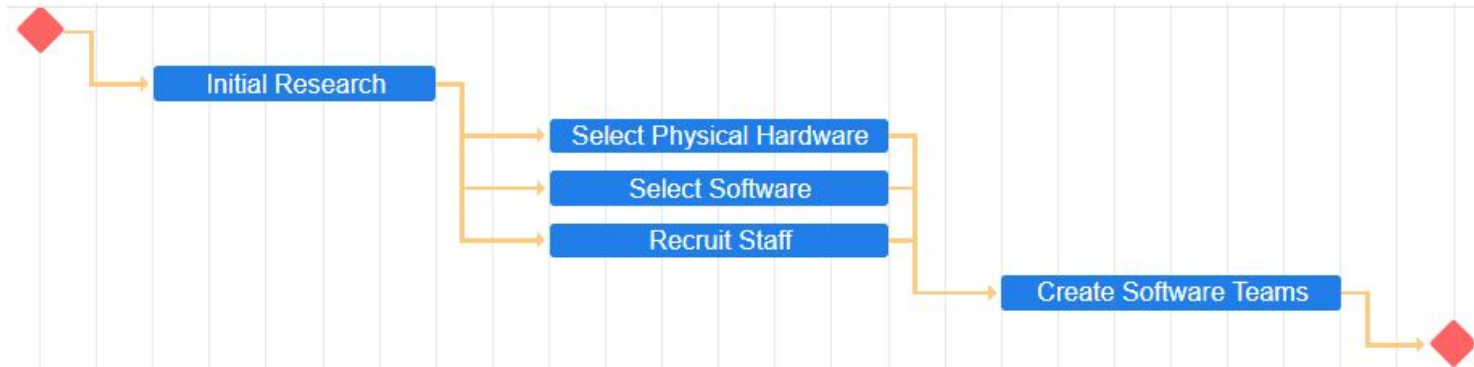 Initial Research
Select Physical Hardware
Select Software
Recruit Staff
Create Software Teams